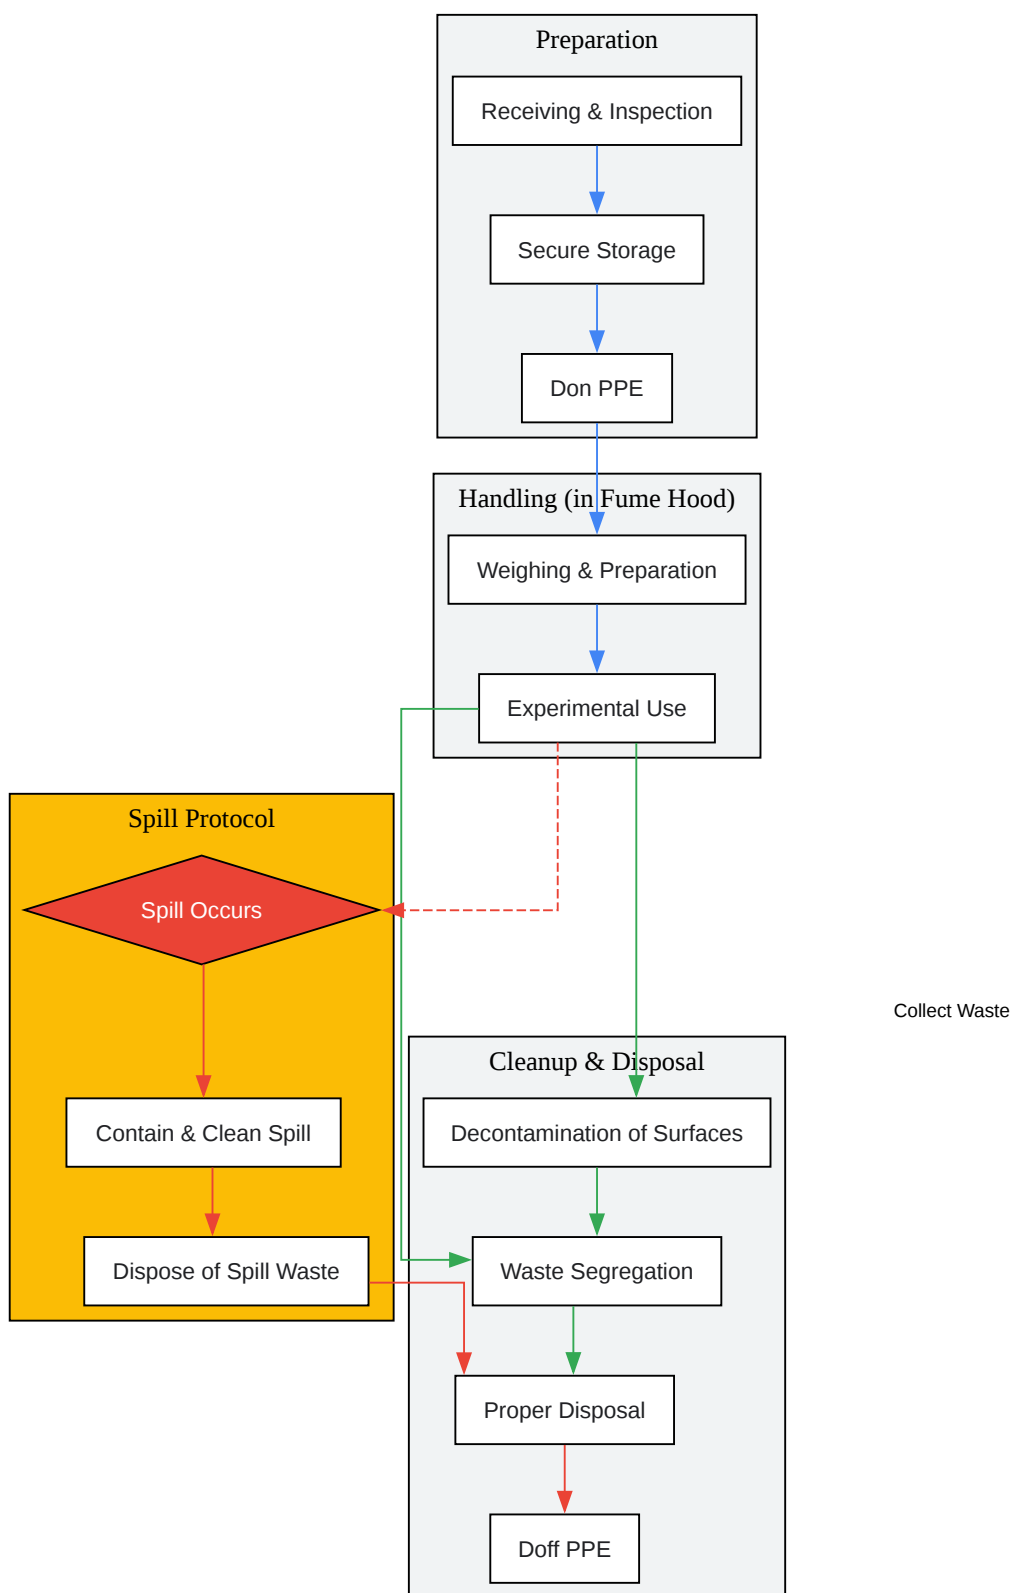 Preparation
Receiving & Inspection
Secure Storage
Don PPE
Handling (in Fume Hood)
Weighing & Preparation
Experimental Use
Spill Protocol
Spill Occurs
Collect Waste
Cleanup & Disposal
Contain & Clean Spill
Decontamination of Surfaces
Dispose of Spill Waste
Waste Segregation
Proper Disposal
Doff PPE